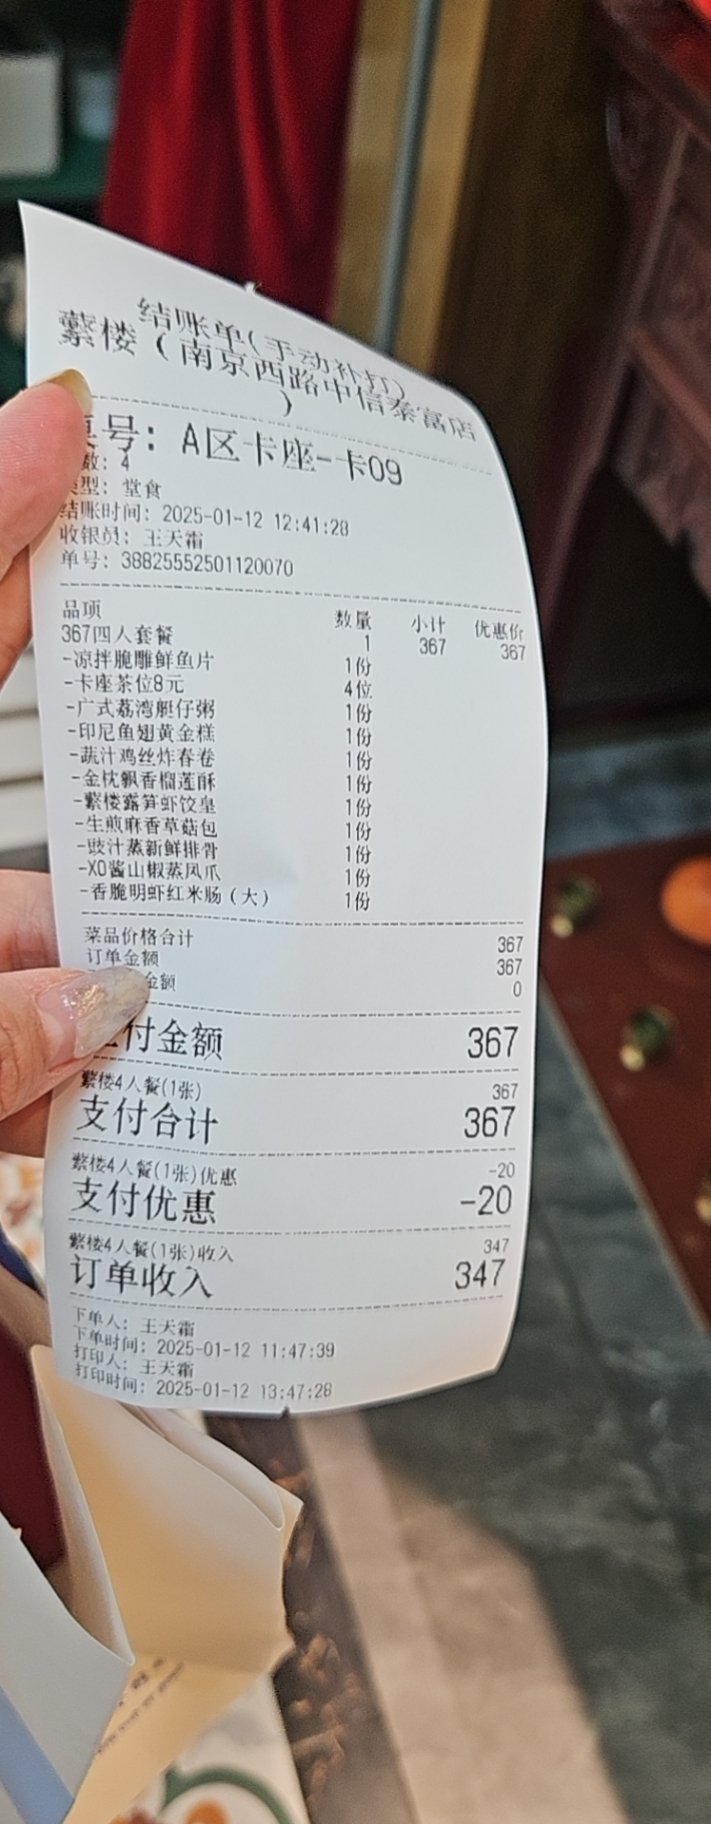 结账单(手动补打)
蘩楼（南京西路中信泰富店
）
号: A区卡座-卡09
数: 4
类型: 堂食
结账时间: 2025-01-12 12:41:28
收银员: 王天霜
单号: 38825552501120070
品项 数量 小计 优惠价
367四人套餐 1 367 367
-凉拌脆雕鲜鱼片 1份
-卡座茶位8元 4位
-广式荔湾艇仔粥 1份
-印尼鱼翅黄金糕 1份
-蔬汁鸡丝炸春卷 1份
-金枕飘香榴莲酥 1份
-蘩楼露笋虾饺皇 1份
-生煎麻香草菇包 1份
-豉汁蒸新鲜排骨 1份
-XO酱山椒蒸凤爪 1份
-香脆明虾红米肠（大） 1份
菜品价格合计 367
订单金额 367
金额 0
付金额 367
蘩楼4人餐(1张) 367
支付合计 367
蘩楼4人餐(1张)优惠 -20
支付优惠 -20
蘩楼4人餐(1张)收入 347
订单收入 347
下单人: 王天霜
下单时间: 2025-01-12 11:47:39
打印人: 王天霜
打印时间: 2025-01-12 13:47:28